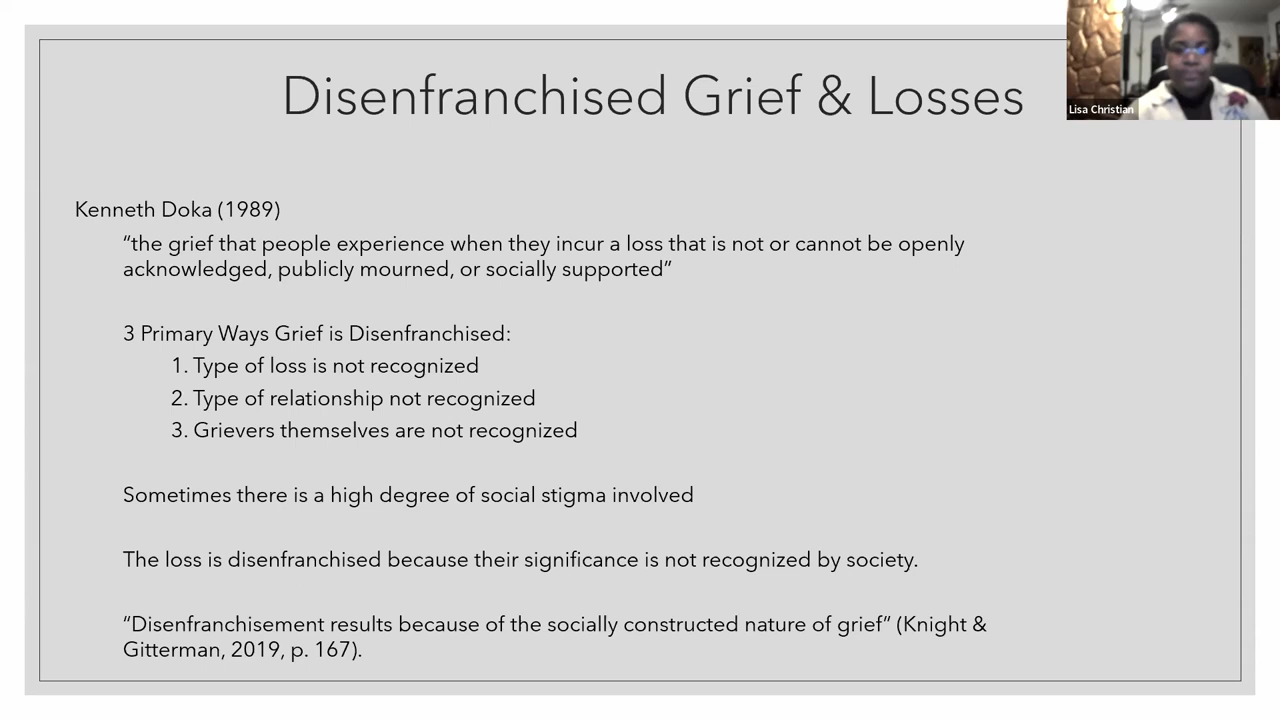 Disenfranchised Grief & Losses
Lisa Christian
Kenneth Doka (1989)
“the grief that people experience when they incur a loss that is not or cannot be openly
acknowledged, publicly mourned, or socially supported”
3 Primary Ways Grief is Disenfranchised:
1. Type of loss is not recognized
2. Type of relationship not recognized
3. Grievers themselves are not recognized
Sometimes there is a high degree of social stigma involved
The loss is disenfranchised because their significance is not recognized by society.
“Disenfranchisement results because of the socially constructed nature of grief” (Knight &
Gitterman, 2019, p. 167).